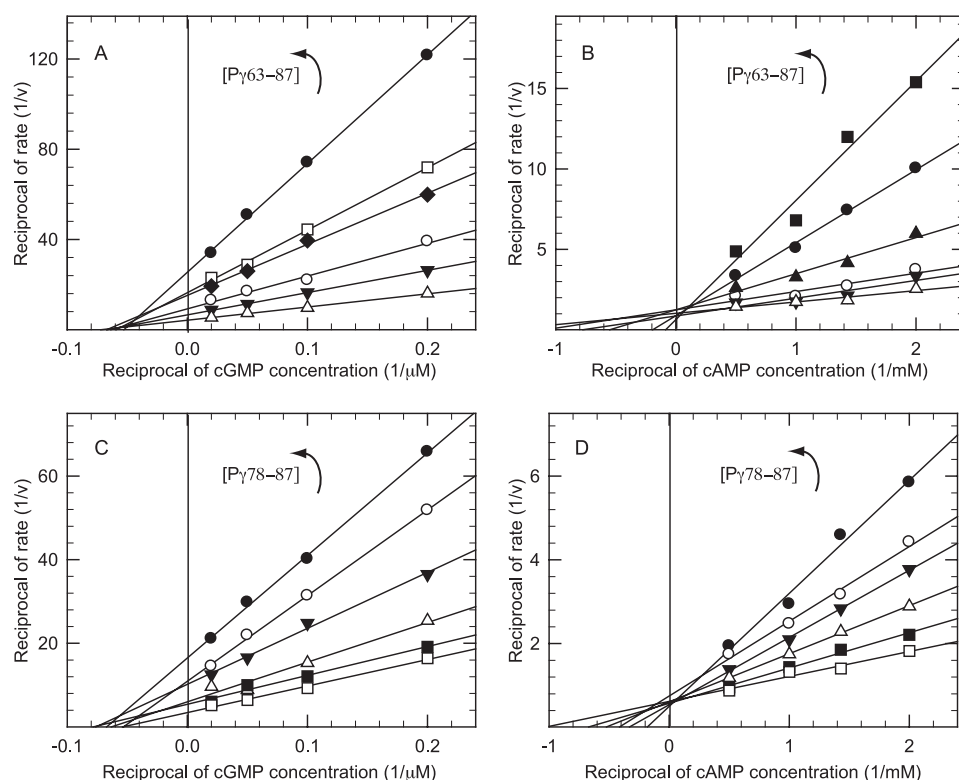 A
[Pγ63–87]
120
80
40
Reciprocal of rate (1/v)
-0.1
0.0
0.1
0.2
Reciprocal of cGMP concentration (1/μM)
B
[Pγ63–87]
15
10
5
Reciprocal of rate (1/v)
-1
0
1
2
Reciprocal of cAMP concentration (1/mM)
C
[Pγ78–87]
60
40
20
Reciprocal of rate (1/v)
-0.1
0.0
0.1
0.2
Reciprocal of cGMP concentration (1/μM)
D
[Pγ78–87]
6
4
2
Reciprocal of rate (1/v)
-1
0
1
2
Reciprocal of cAMP concentration (1/mM)